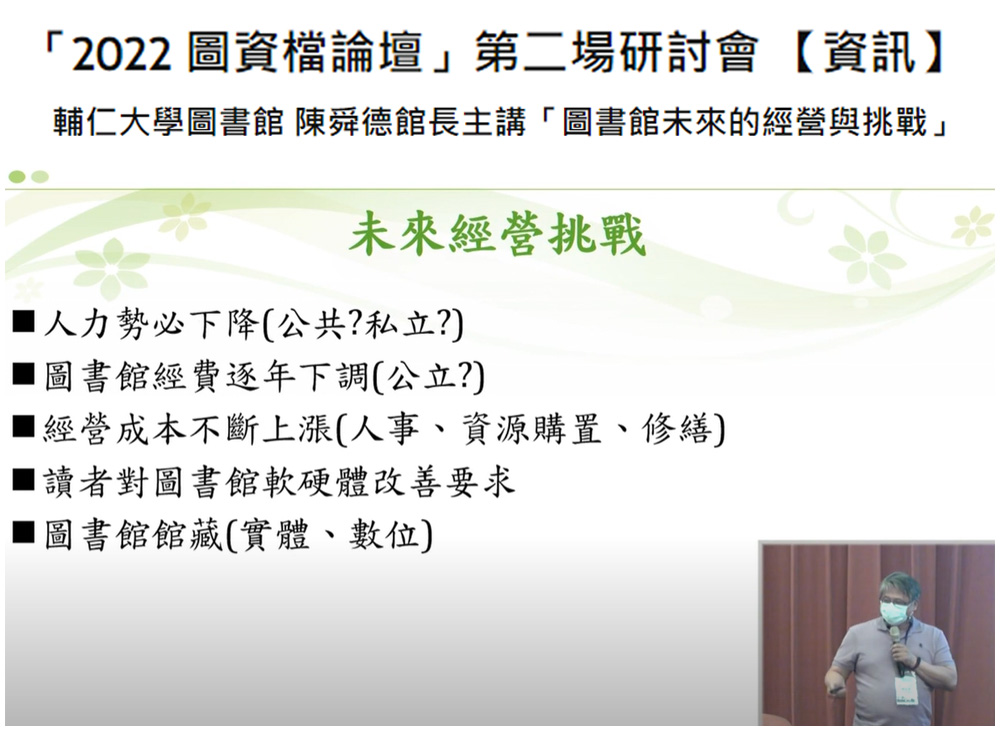 「2022 圖資檔論壇」第二場研討會 【資訊】
輔仁大學圖書館 陳舜德館長主講「圖書館未來的經營與挑戰」
未來經營挑戰
■人力勢必下降(公共?私立?)
■圖書館經費逐年下調(公立?)
■經營成本不斷上漲(人事、資源購置、修繕)
■讀者對圖書館軟硬體改善要求
■圖書館館藏(實體、數位)